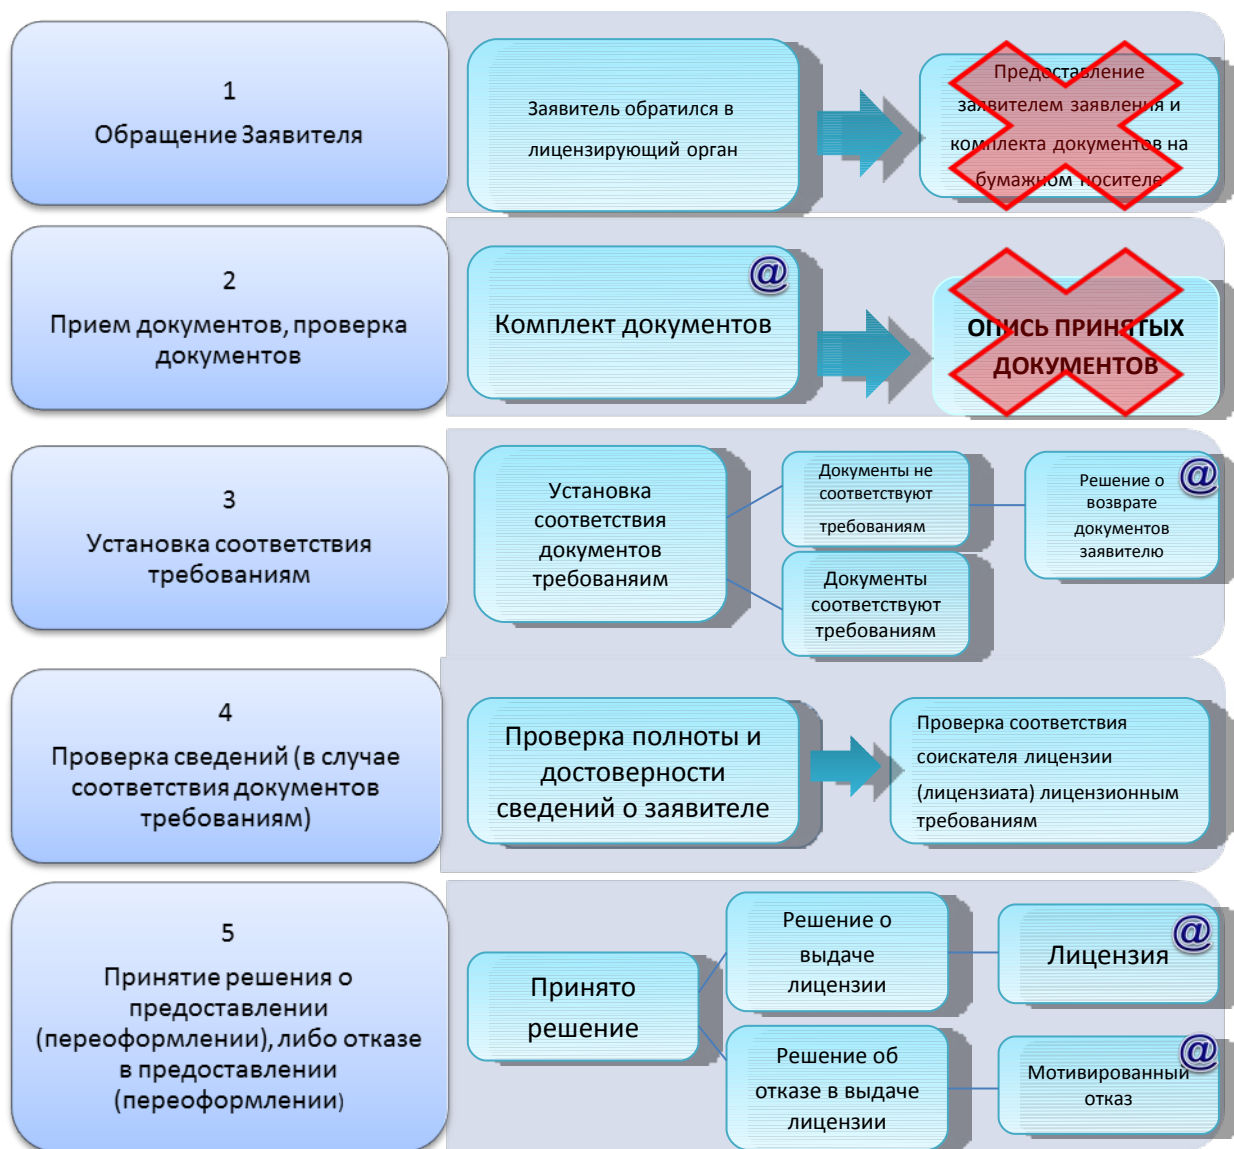 1
Обращение Заявителя
Заявитель обратился в
лицензирующий орган
Предоставление
заявителем заявления и
комплекта документов на
бумажном носителе
2
Прием документов, проверка
документов
@
Комплект документов
ОПИСЬ ПРИНЯТЫХ
ДОКУМЕНТОВ
3
Установка соответствия
требованиям
Установка
соответствия
документов
требованяим
Документы не
соответствуют
требованиям
@
Решение о
возврате
документов
заявителю
Документы
соответствуют
требованиям
4
Проверка сведений (в случае
соответствия документов
требованиям)
Проверка полноты и
достоверности
сведений о заявителе
Проверка соответствия
соискателя лицензии
(лицензиата) лицензионным
требованиям
5
Принятие решения о
предоставлении
(переоформлении), либо отказе
в предоставлении
(переоформлении)
Принято
решение
Решение о
выдаче
лицензии
@
Лицензия
Решение об
отказе в выдаче
лицензии
@
Мотивированный
отказ